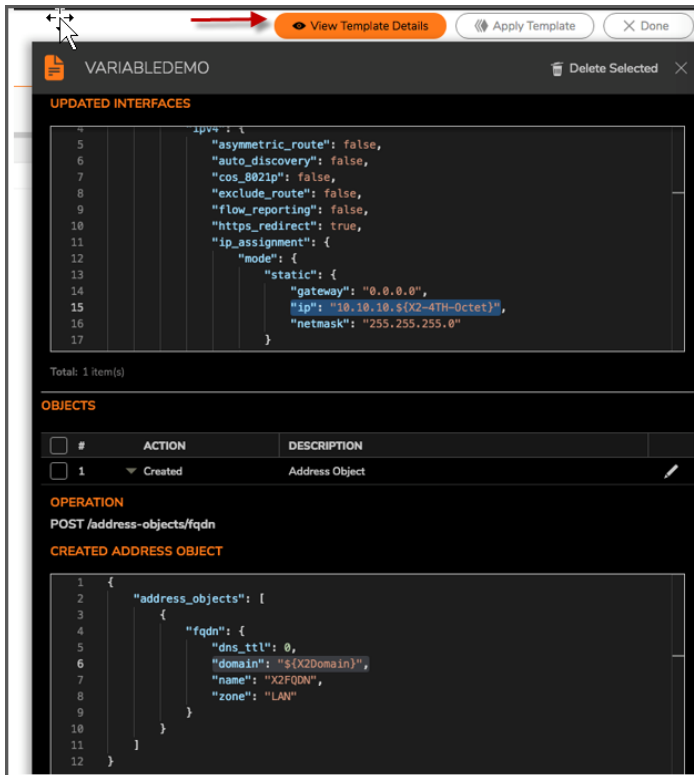 View Template Details
Apply Template
Done
VARIABLEDEMO
Delete Selected
UPDATED INTERFACES
4 "ipv4": {
5 "asymmetric_route": false,
6 "auto_discovery": false,
7 "cos_8021p": false,
8 "exclude_route": false,
9 "flow_reporting": false,
10 "https_redirect": true,
11 "ip_assignment": {
12 "mode": {
13 "static": {
14 "gateway": "0.0.0.0",
15 "ip": "10.10.10.${X2-4TH-Octet}",
16 "netmask": "255.255.255.0"
17 }
Total: 1 item(s)
OBJECTS
# ACTION DESCRIPTION
1 Created Address Object
OPERATION
POST /address-objects/fqdn
CREATED ADDRESS OBJECT
1 {
2 "address_objects": [
3 {
4 "fqdn": {
5 "dns_ttl": 0,
6 "domain": "${X2Domain}",
7 "name": "X2FQDN",
8 "zone": "LAN"
9 }
10 }
11 ]
12 }